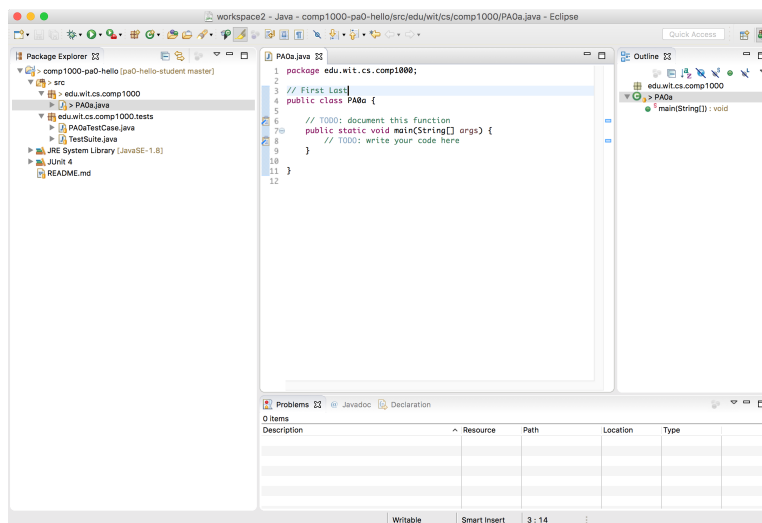 workspace2 - Java - comp1000-pa0-hello/src/edu/wit/cs/comp1000/PA0a.java - Eclipse
Quick Access
Package Explorer
> comp1000-pa0-hello [pa0-hello-student master]
> src
> edu.wit.cs.comp1000
> PA0a.java
edu.wit.cs.comp1000.tests
PA0aTestCase.java
TestSuite.java
JRE System Library [JavaSE-1.8]
JUnit 4
README.md
PA0a.java
1 package edu.wit.cs.comp1000;
2
3 // First Last
4 public class PA0a {
5
6 // TODO: document this function
7 public static void main(String[] args) {
8 // TODO: write your code here
9 }
10
11 }
12
Outline
edu.wit.cs.comp1000
> PA0a
S main(String[]) : void
Problems @ Javadoc Declaration
0 items
Description Resource Path Location Type
Writable Smart Insert 3 : 14